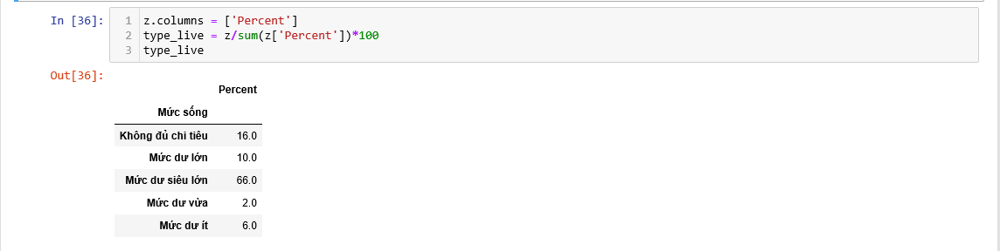 In [36]:
1 z.columns = ['Percent']
2 type_live = z/sum(z['Percent'])*100
3 type_live
Out[36]:
Percent
Mức sống
Không đủ chi tiêu 16.0
Mức dư lớn 10.0
Mức dư siêu lớn 66.0
Mức dư vừa 2.0
Mức dư ít 6.0